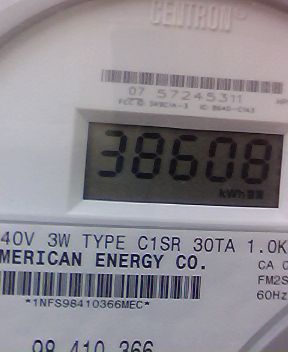 CENTRON
07 57245311
38608
kWh
40V 3W TYPE C1SR 30TA 1.0K
MERICAN ENERGY CO.
CA 0
FM2S
60Hz
*1NFS98410366MEC*
98 410 366